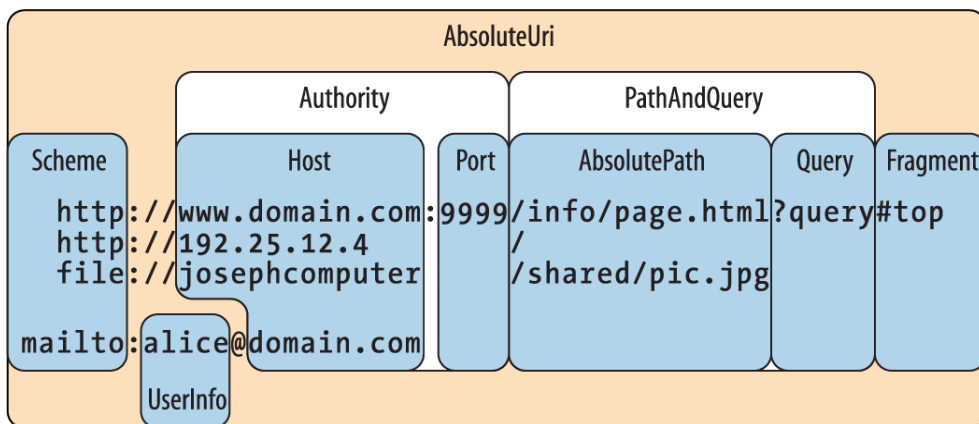 AbsoluteUri
Authority PathAndQuery
Scheme Host Port AbsolutePath Query Fragment
http://www.domain.com:9999/info/page.html?query#top
http://192.25.12.4 /
file://josephcomputer /shared/pic.jpg
mailto:alice@domain.com
UserInfo